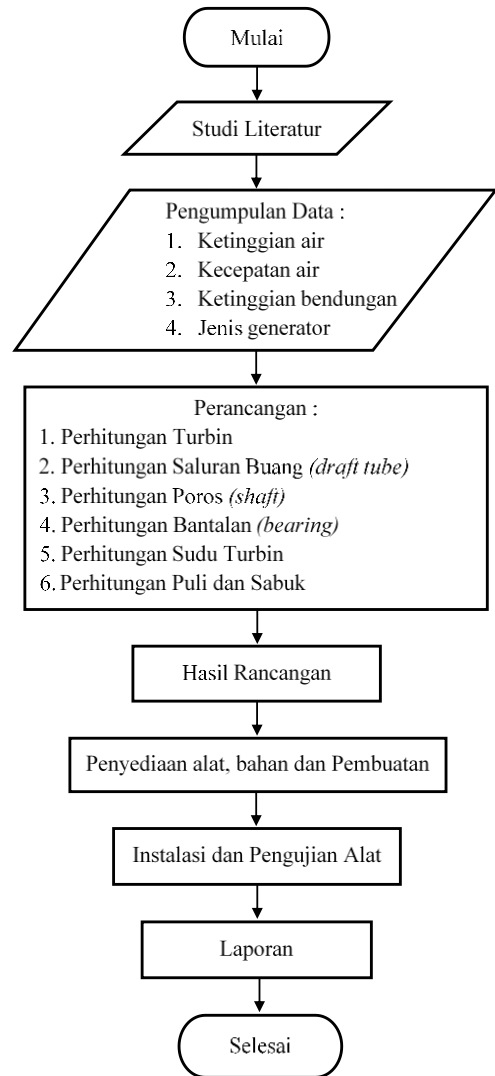 Mulai
Studi Literatur
Pengumpulan Data :
1. Ketinggian air
2. Kecepatan air
3. Ketinggian bendungan
4. Jenis generator
Perancangan :
1. Perhitungan Turbin
2. Perhitungan Saluran Buang (draft tube)
3. Perhitungan Poros (shaft)
4. Perhitungan Bantalan (bearing)
5. Perhitungan Sudu Turbin
6. Perhitungan Puli dan Sabuk
Hasil Rancangan
Penyediaan alat, bahan dan Pembuatan
Instalasi dan Pengujian Alat
Laporan
Selesai